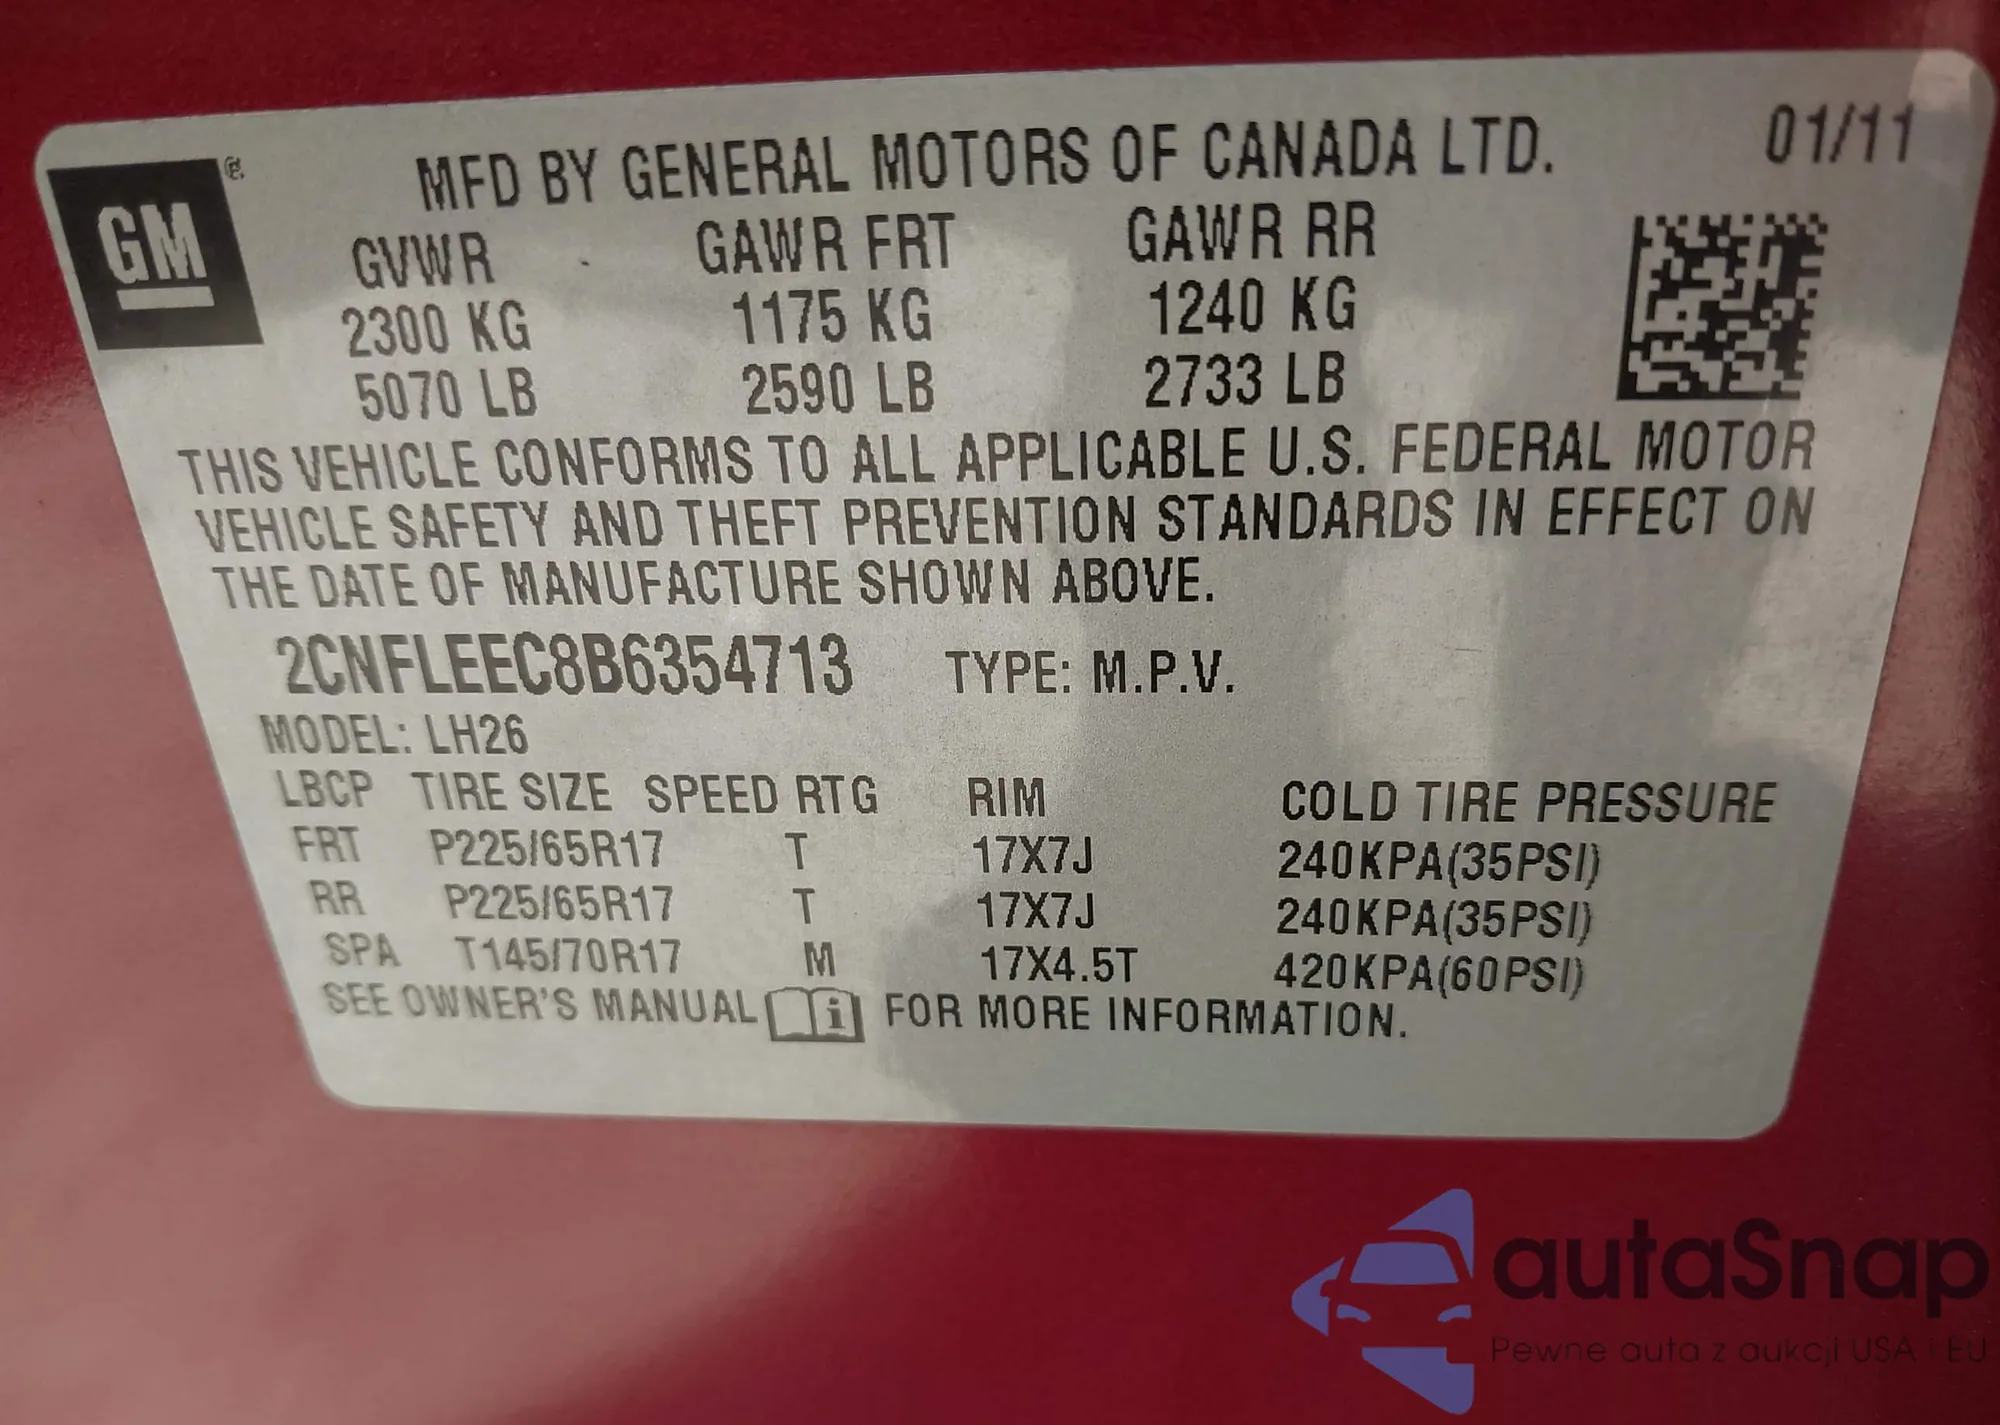 GM
MFD BY GENERAL MOTORS OF CANADA LTD. 01/11
GVWR GAWR FRT GAWR RR
2300 KG 1175 KG 1240 KG
5070 LB 2590 LB 2733 LB
THIS VEHICLE CONFORMS TO ALL APPLICABLE U.S. FEDERAL MOTOR
VEHICLE SAFETY AND THEFT PREVENTION STANDARDS IN EFFECT ON
THE DATE OF MANUFACTURE SHOWN ABOVE.
2CNFLEEC8B6354713 TYPE: M.P.V.
MODEL: LH26
LBCP TIRE SIZE SPEED RTG RIM COLD TIRE PRESSURE
FRT P225/65R17 T 17X7J 240KPA(35PSI)
RR P225/65R17 T 17X7J 240KPA(35PSI)
SPA T145/70R17 M 17X4.5T 420KPA(60PSI)
SEE OWNER'S MANUAL i FOR MORE INFORMATION.
autaSnap
Pewne auta z aukcji USA i EU